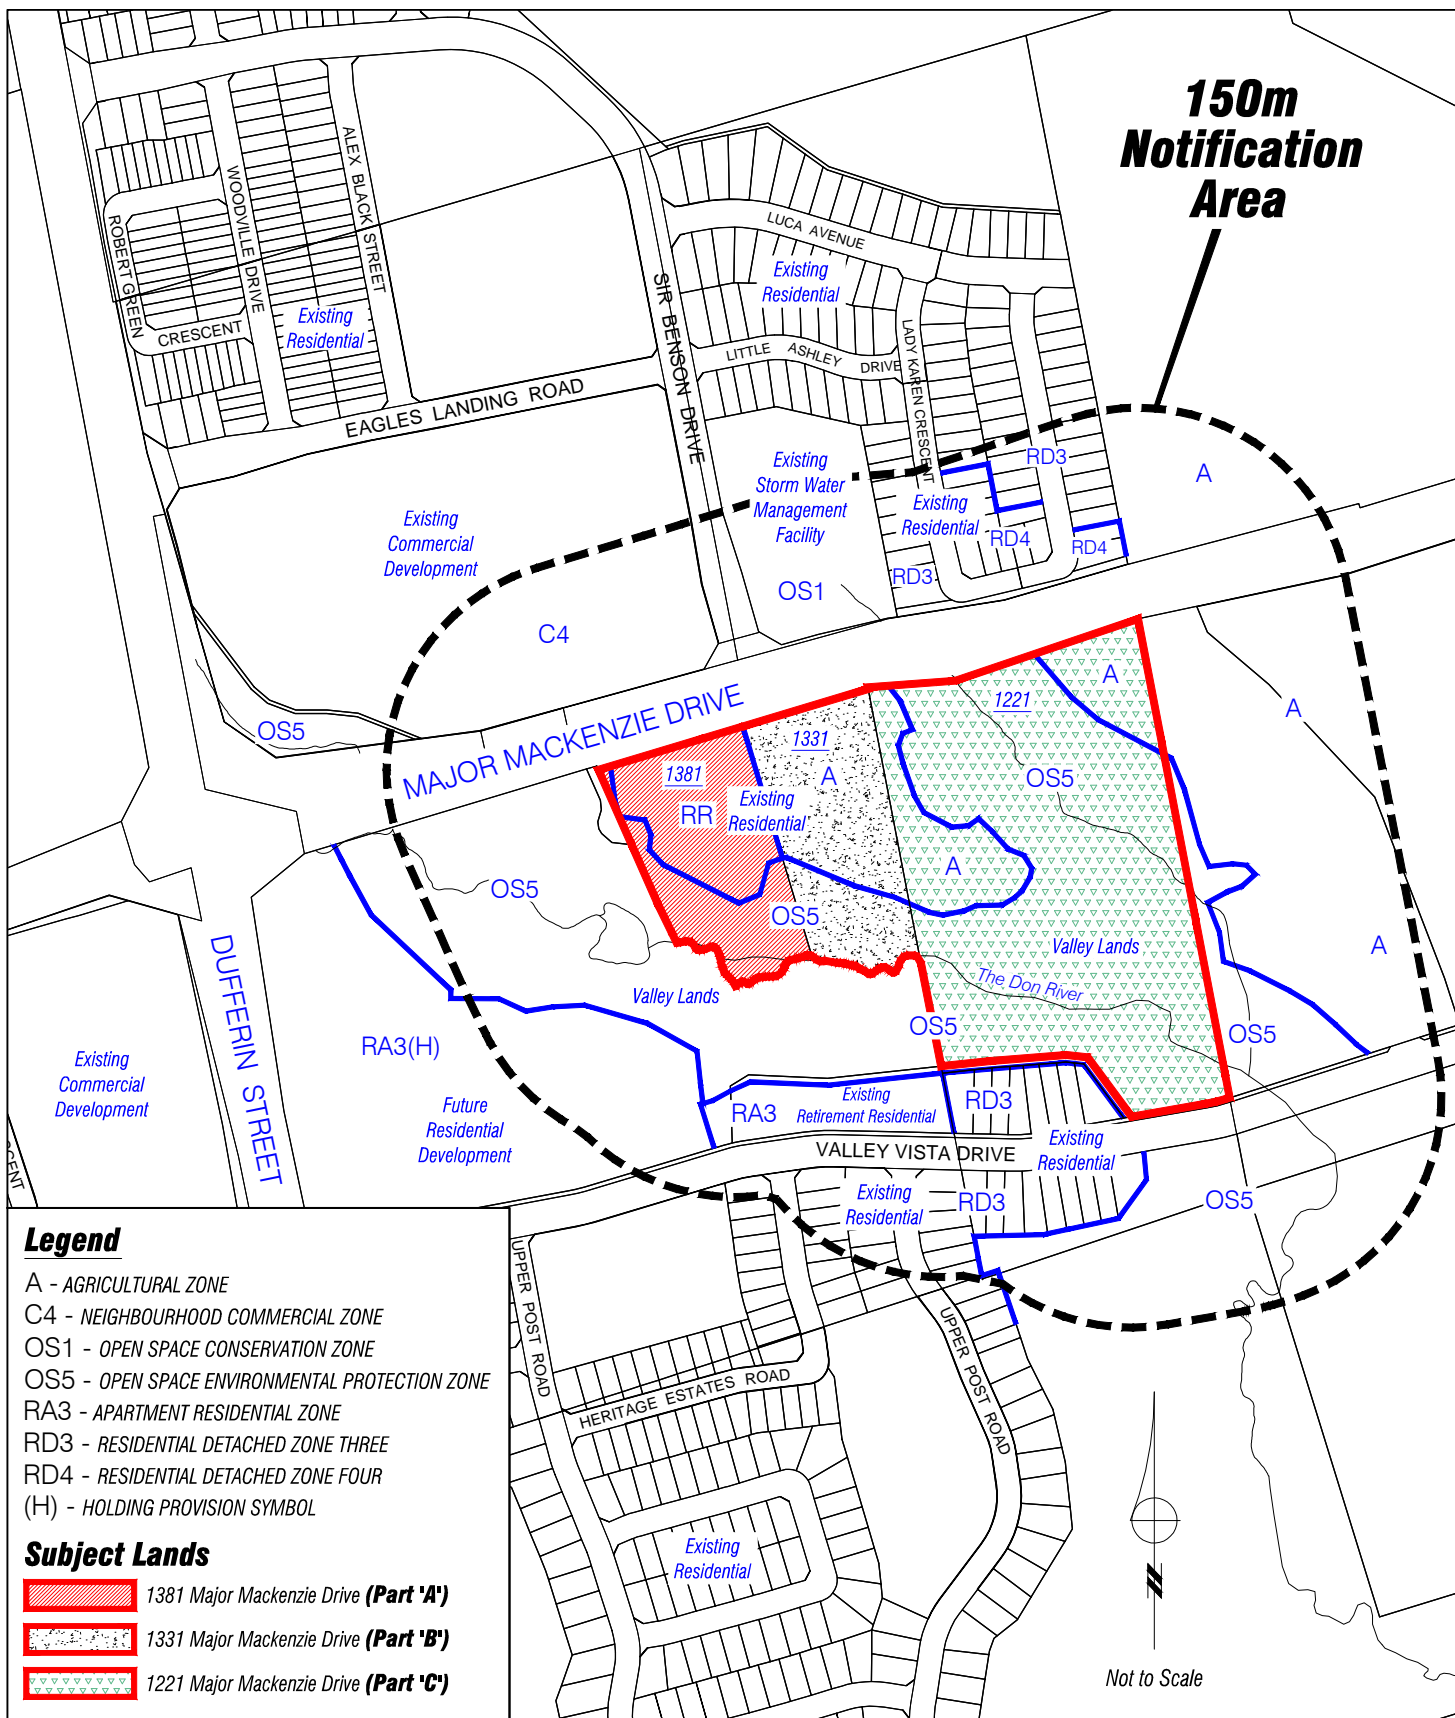 150m
Notification
Area
ALEX BLACK STREET
WOODVILLE DRIVE
ROBERT GREEN
CRESCENT
Existing
Residential
EAGLES LANDING ROAD
SIR BENSON DRIVE
LUCA AVENUE
Existing
Residential
LITTLE ASHLEY DRIVE
LADY KAREN CRESCENT
Existing
Storm Water
Management
Facility
OS1
Existing
Residential
RD3
RD4
RD4
RD3
A
Existing
Commercial
Development
C4
OS5
MAJOR MACKENZIE DRIVE
1381
RR
Existing
Residential
1331
A
1221
A
OS5
A
A
OS5
OS5
Valley Lands
The Don River
A
Valley Lands
OS5
OS5
DUFFERIN STREET
RA3(H)
Existing
Commercial
Development
Future
Residential
Development
RA3
Existing
Retirement Residential
RD3
VALLEY VISTA DRIVE
Existing
Residential
Existing
Residential
RD3
OS5
CENT
UPPER POST ROAD
UPPER POST ROAD
HERITAGE ESTATES ROAD
Existing
Residential
Legend
A - AGRICULTURAL ZONE
C4 - NEIGHBOURHOOD COMMERCIAL ZONE
OS1 - OPEN SPACE CONSERVATION ZONE
OS5 - OPEN SPACE ENVIRONMENTAL PROTECTION ZONE
RA3 - APARTMENT RESIDENTIAL ZONE
RD3 - RESIDENTIAL DETACHED ZONE THREE
RD4 - RESIDENTIAL DETACHED ZONE FOUR
(H) - HOLDING PROVISION SYMBOL
Subject Lands
1381 Major Mackenzie Drive (Part "A")
1331 Major Mackenzie Drive (Part "B")
1221 Major Mackenzie Drive (Part "C")
N
Not to Scale